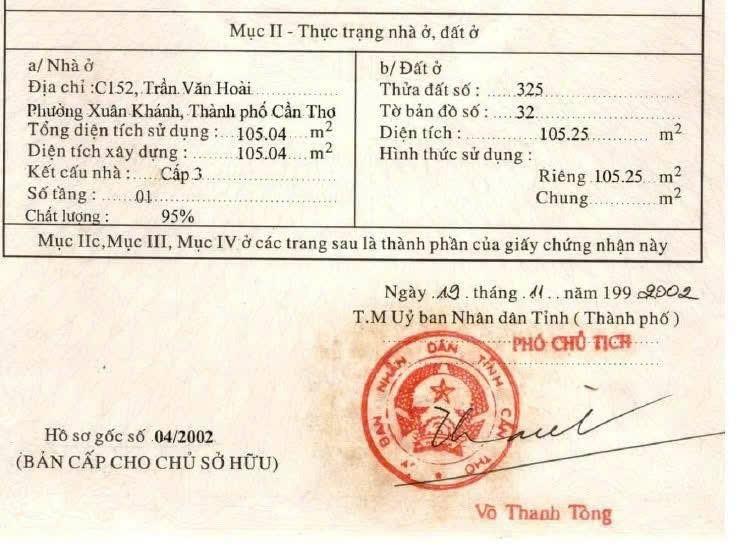 Mục II - Thực trạng nhà ở, đất ở
a/ Nhà ở
Địa chỉ :C152, Trần Văn Hoài
Phường Xuân Khánh, Thành phố Cần Thơ
Tổng diện tích sử dụng : 105.04 m2
Diện tích xây dựng : 105.04 m2
Kết cấu nhà : Cấp 3
Số tầng : 01
Chất lượng : 95%
b/ Đất ở
Thửa đất số : 325
Tờ bản đồ số : 32
Diện tích : 105.25 m2
Hình thức sử dụng :
Riêng 105.25 m2
Chung m2
Mục IIc,Mục III, Mục IV ở các trang sau là thành phần của giấy chứng nhận này
Ngày 19 tháng 11 năm 199 2002
T.M Uỷ ban Nhân dân Tỉnh ( Thành phố )
PHÓ CHỦ TỊCH
BAN NHÂN DÂN TỈNH CẦN THƠ
Võ Thanh Tòng
Hồ sơ gốc số 04/2002
(BẢN CẤP CHO CHỦ SỞ HỮU)